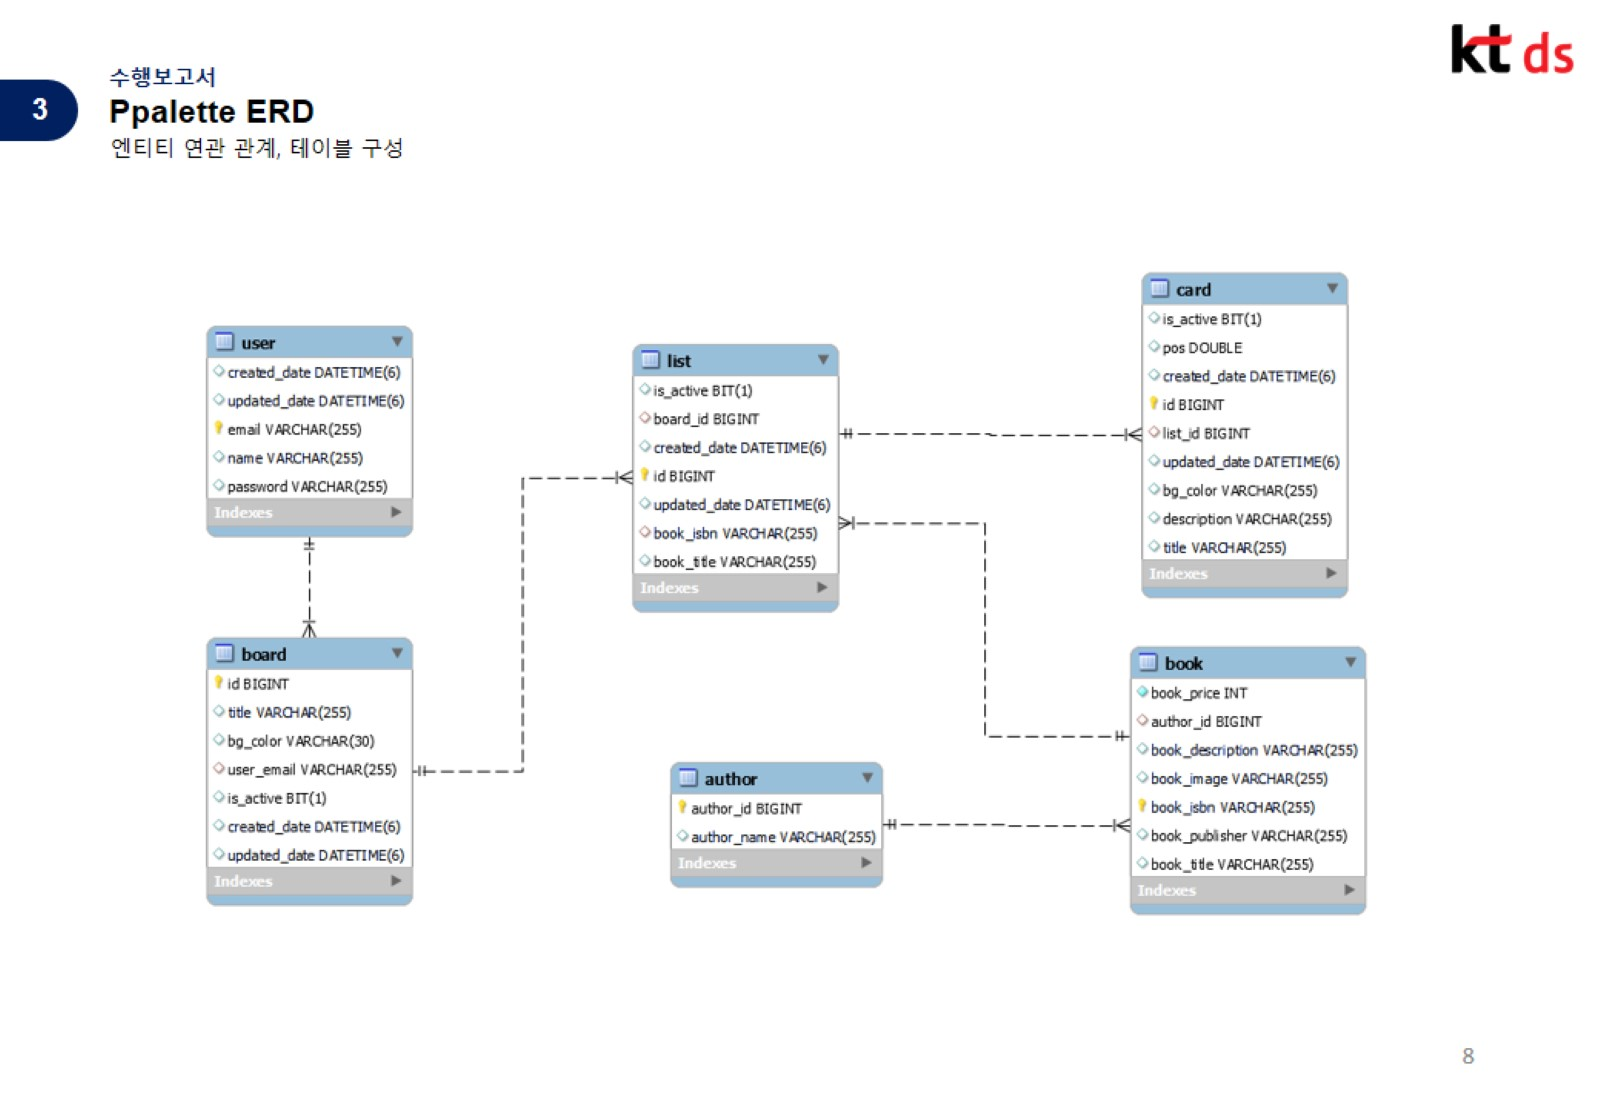 kt ds
3
수행보고서
Ppalette ERD
엔티티 연관 관계, 테이블 구성
user
created_date DATETIME(6)
updated_date DATETIME(6)
email VARCHAR(255)
name VARCHAR(255)
password VARCHAR(255)
Indexes
board
id BIGINT
title VARCHAR(255)
bg_color VARCHAR(30)
user_email VARCHAR(255)
is_active BIT(1)
created_date DATETIME(6)
updated_date DATETIME(6)
Indexes
list
is_active BIT(1)
board_id BIGINT
created_date DATETIME(6)
id BIGINT
updated_date DATETIME(6)
book_isbn VARCHAR(255)
book_title VARCHAR(255)
Indexes
author
author_id BIGINT
author_name VARCHAR(255)
Indexes
card
is_active BIT(1)
pos DOUBLE
created_date DATETIME(6)
id BIGINT
list_id BIGINT
updated_date DATETIME(6)
bg_color VARCHAR(255)
description VARCHAR(255)
title VARCHAR(255)
Indexes
book
book_price INT
author_id BIGINT
book_description VARCHAR(255)
book_image VARCHAR(255)
book_isbn VARCHAR(255)
book_publisher VARCHAR(255)
book_title VARCHAR(255)
Indexes
8